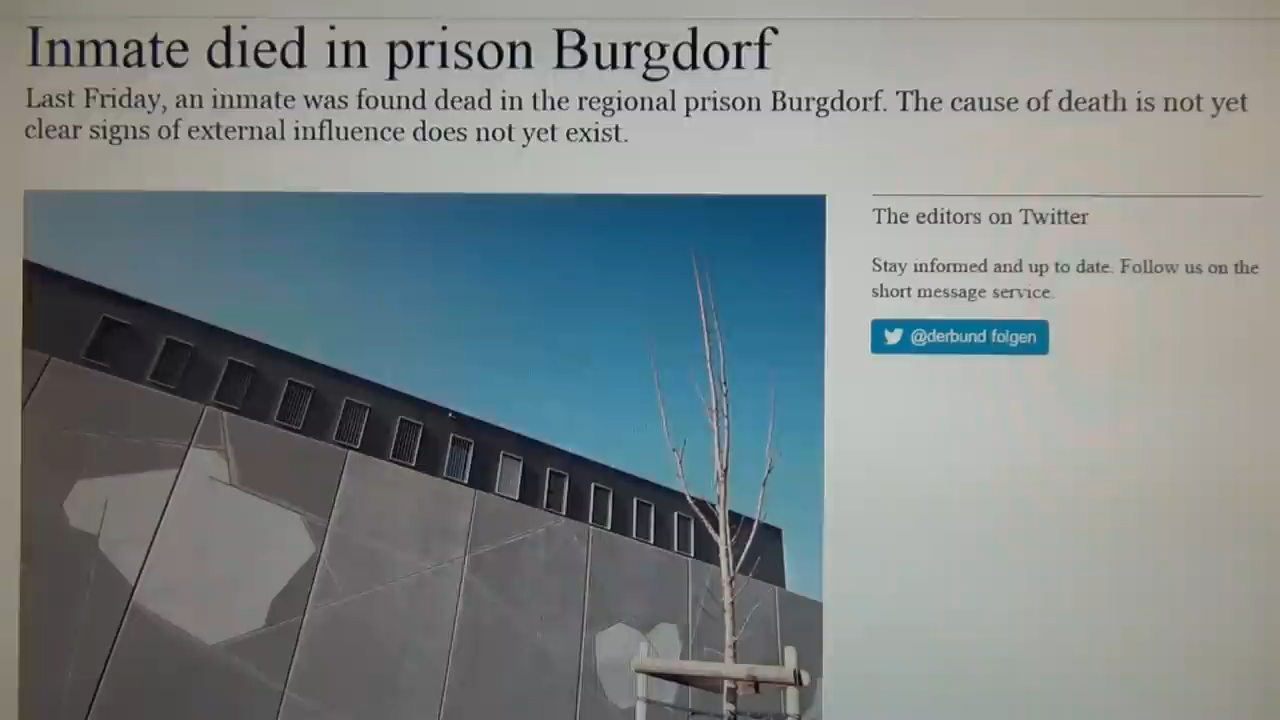 Inmate died in prison Burgdorf
Last Friday, an inmate was found dead in the regional prison Burgdorf. The cause of death is not yet
clear signs of external influence does not yet exist.
The editors on Twitter
Stay informed and up to date. Follow us on the
short message service.
@derbund folgen